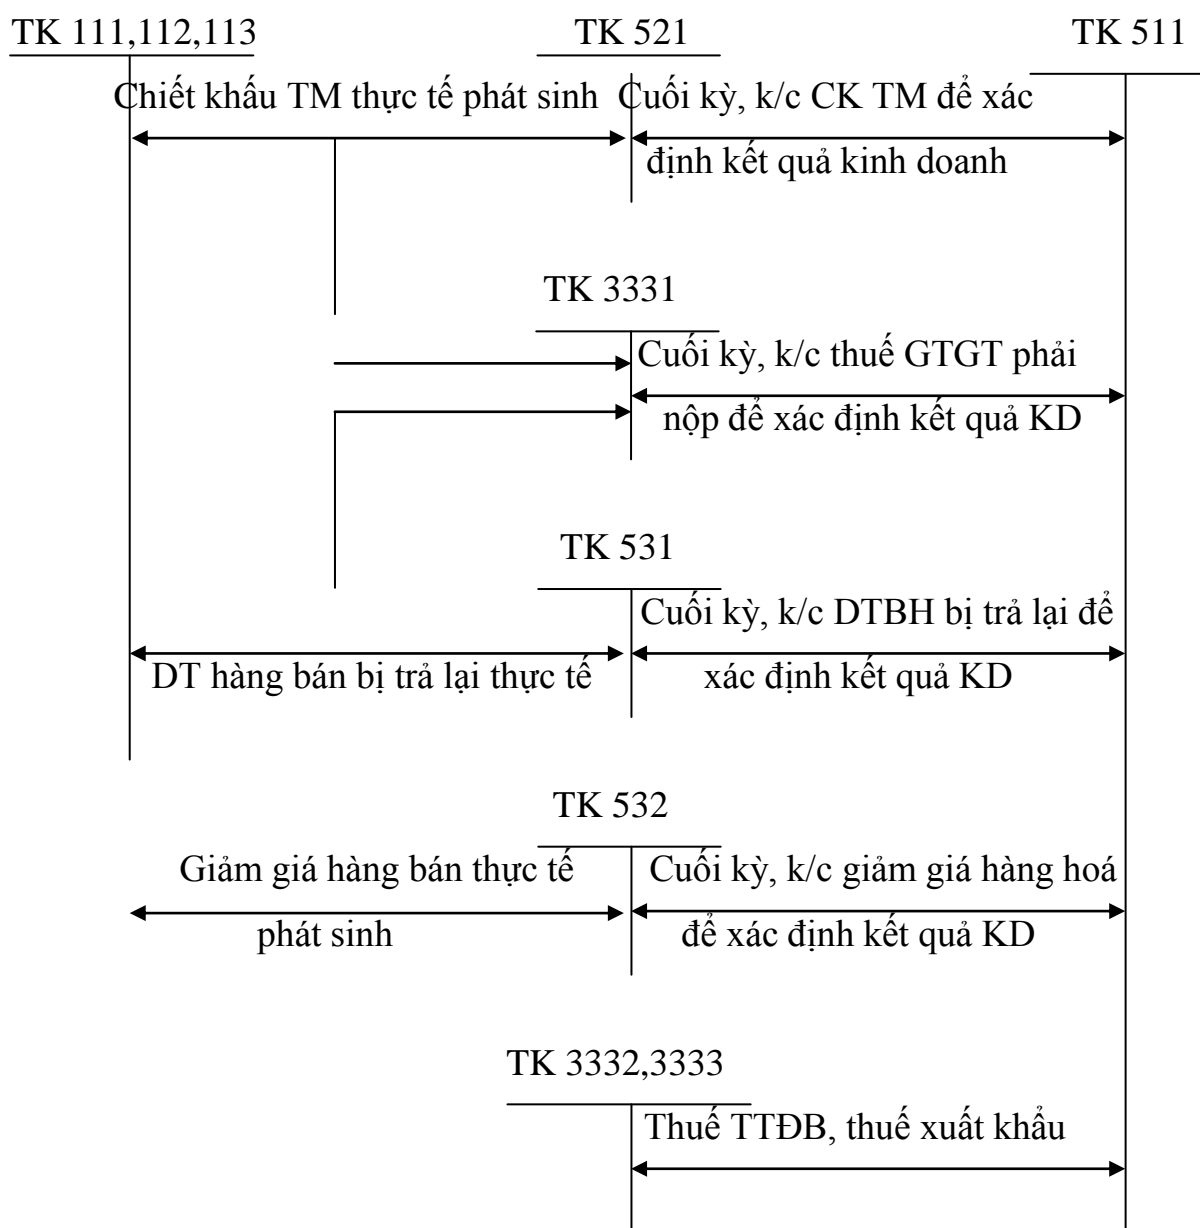 TK 111,112,113 TK 521 TK 511
Chiết khấu TM thực tế phát sinh Cuối kỳ, k/c CK TM để xác
định kết quả kinh doanh
TK 3331
Cuối kỳ, k/c thuế GTGT phải
nộp để xác định kết quả KD
TK 531
Cuối kỳ, k/c DTBH bị trả lại để
DT hàng bán bị trả lại thực tế xác định kết quả KD
TK 532
Giảm giá hàng bán thực tế Cuối kỳ, k/c giảm giá hàng hoá
phát sinh để xác định kết quả KD
TK 3332,3333
Thuế TTĐB, thuế xuất khẩu